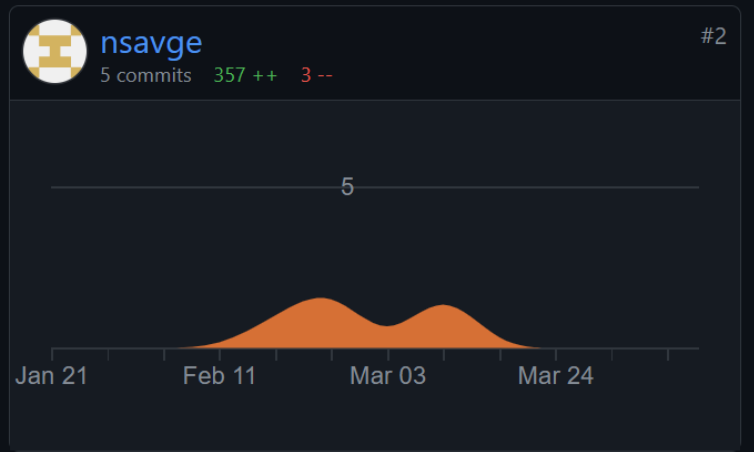 nsavge
#2
5 commits 357 ++ 3 --
5
Jan 21 Feb 11 Mar 03 Mar 24